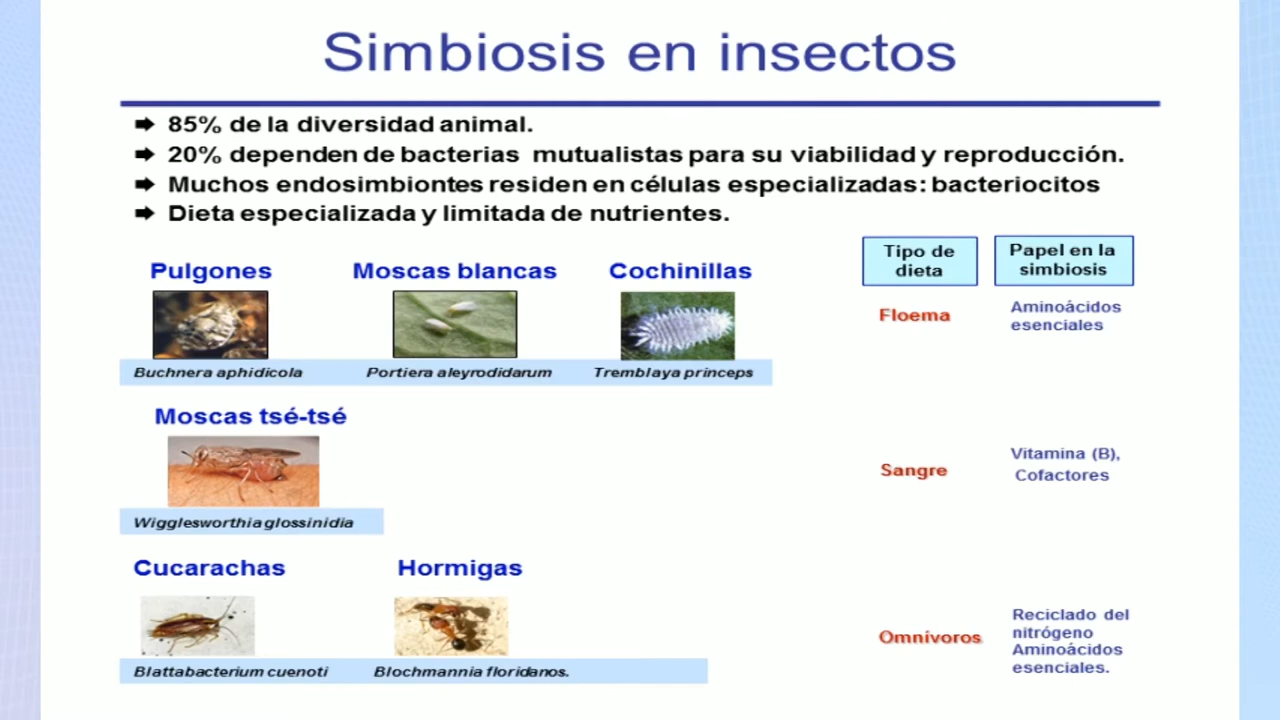 Simbiosis en insectos
85% de la diversidad animal.
20% dependen de bacterias mutualistas para su viabilidad y reproducción.
Muchos endosimbiontes residen en células especializadas: bacteriocitos
Dieta especializada y limitada de nutrientes.
Tipo de dieta
Papel en la simbiosis
Pulgones
Moscas blancas
Cochinillas
Floema
Aminoácidos
esenciales
Buchnera aphidicola
Portiera aleyrodidarum
Tremblaya princeps
Moscas tsé-tsé
Sangre
Vitamina (B),
Cofactores
Wigglesworthia glossinidia
Cucarachas
Hormigas
Omnívoros
Reciclado del
nitrógeno
Aminoácidos
esenciales.
Blattabacterium cuenoti
Blochmannia floridanos.